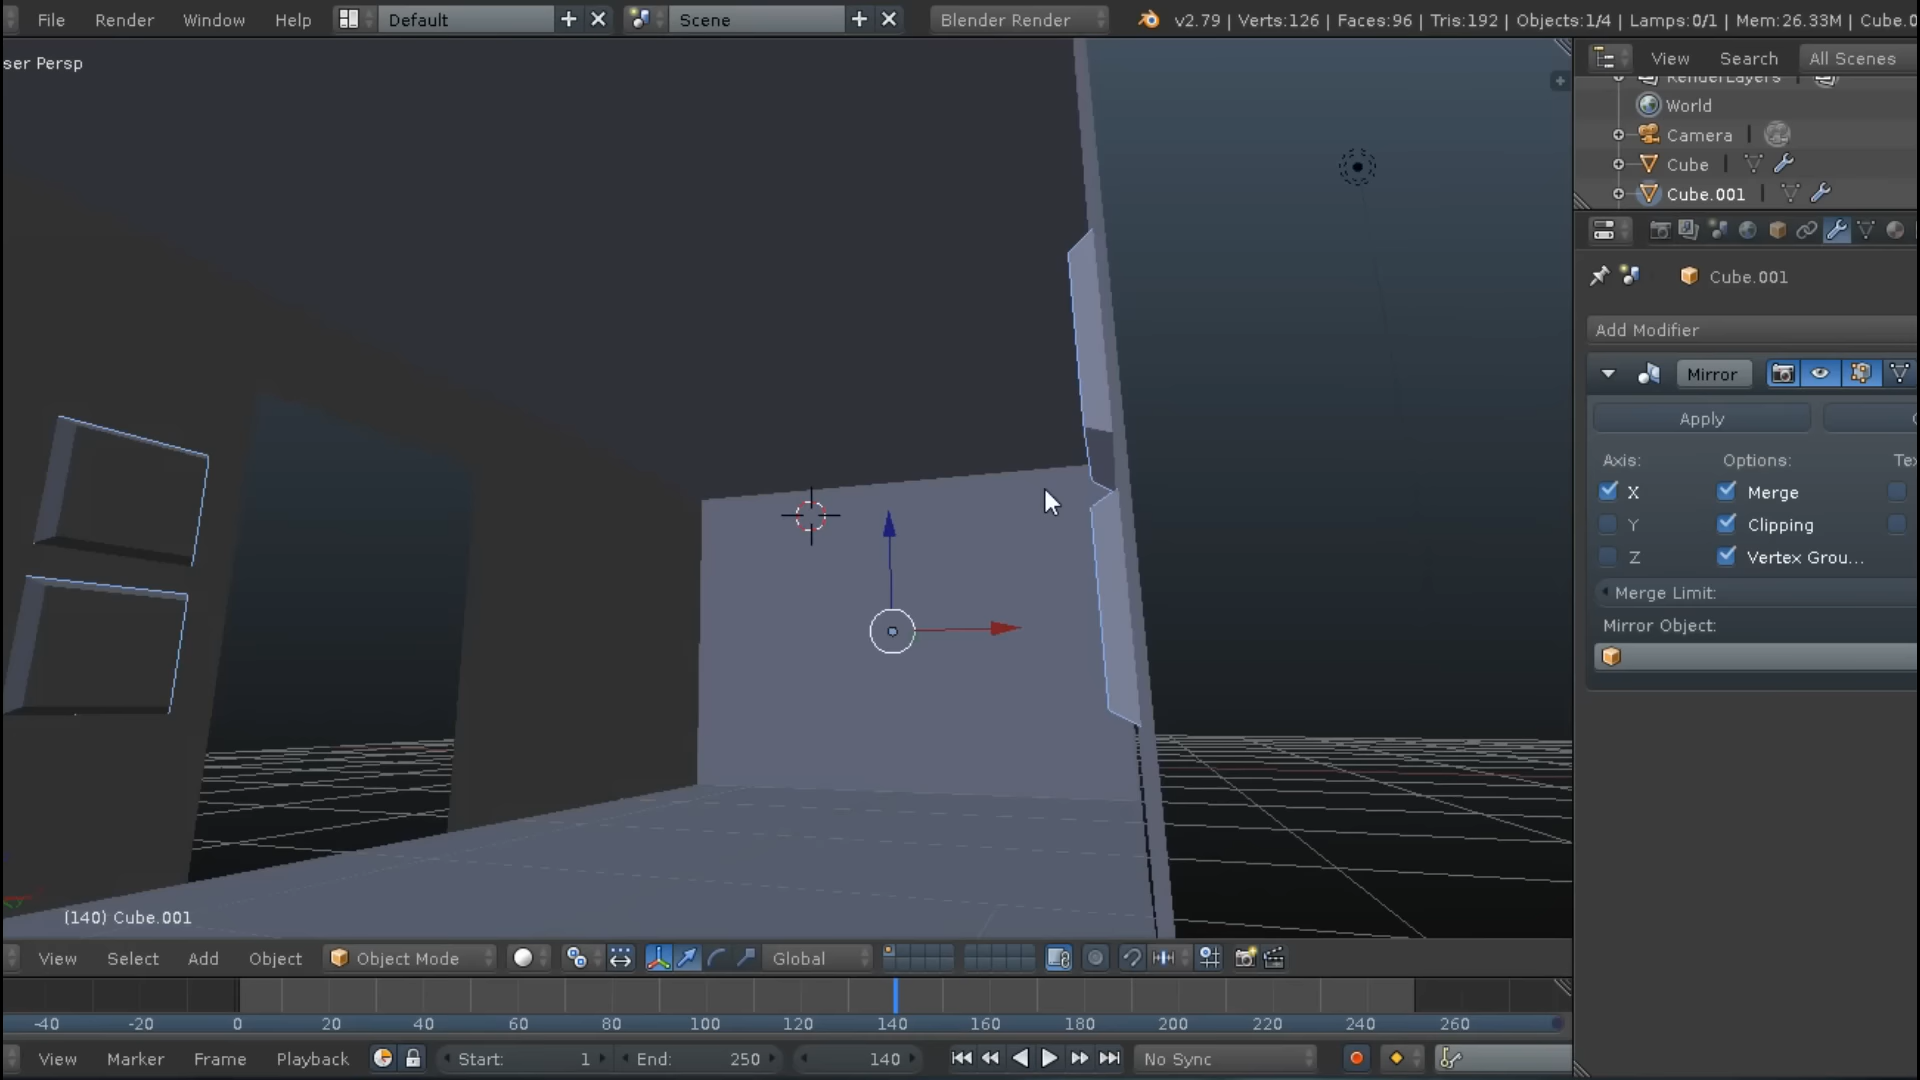 File Render Window Help Default Scene Blender Render v2.79 | Verts:126 | Faces:96 | Tris:192 | Objects:1/4 | Lamps:0/1 | Mem:26.33M | Cube.0
ser Persp
View Search All Scenes
RenderLayers
World
Camera
Cube
Cube.001
Cube.001
Add Modifier
Mirror
Apply
Axis: Options: Te
X Merge
Y Clipping
Z Vertex Grou...
Merge Limit:
Mirror Object:
(140) Cube.001
View Select Add Object Object Mode Global
-40 -20 0 20 40 60 80 100 120 140 160 180 200 220 240 260
View Marker Frame Playback Start: 1 End: 250 140 No Sync